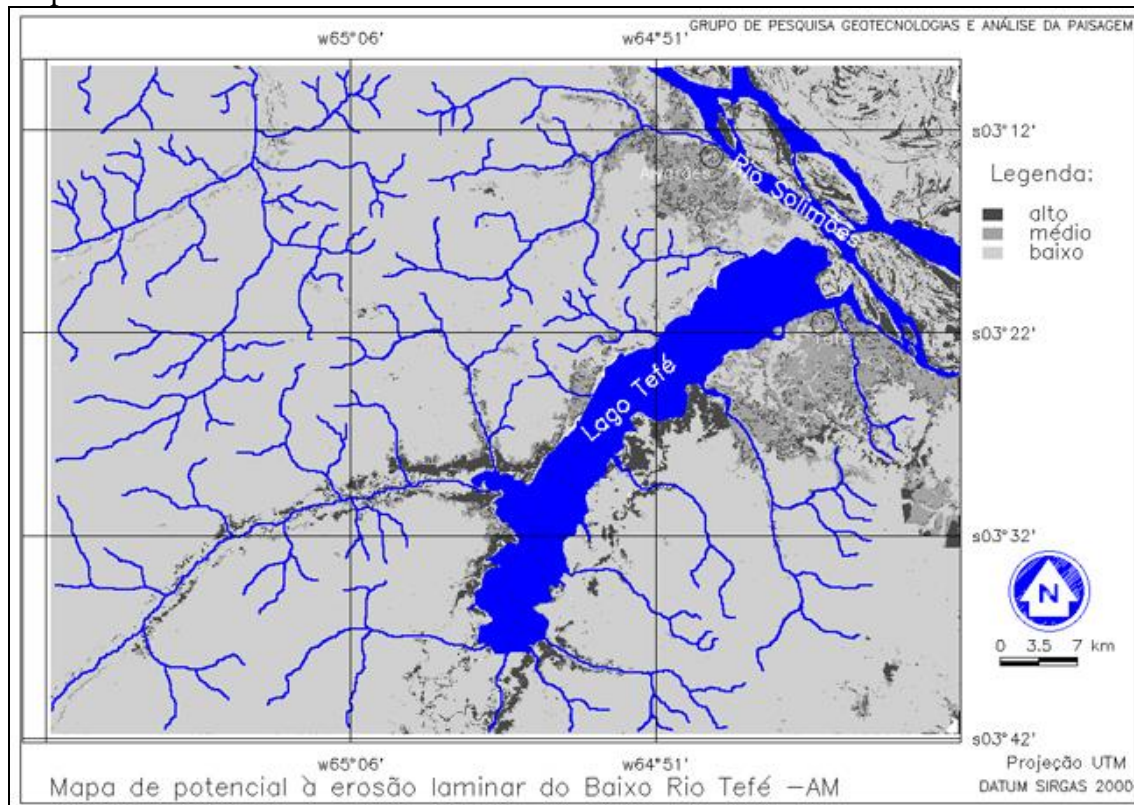 GRUPO DE PESQUISA GEOTECNOLOGIAS E ANÁLISE DA PAISAGEM
w65°06' w64°51'
s03°12'
Alvarães
Rio Solimões
Legenda:
alto
médio
baixo
s03°22'
Lago Tefé
s03°32'
N
0 3.5 7 km
s03°42'
w65°06' w64°51'
Projeção UTM
Mapa de potencial à erosão laminar do Baixo Rio Tefé -AM
DATUM SIRGAS 2000